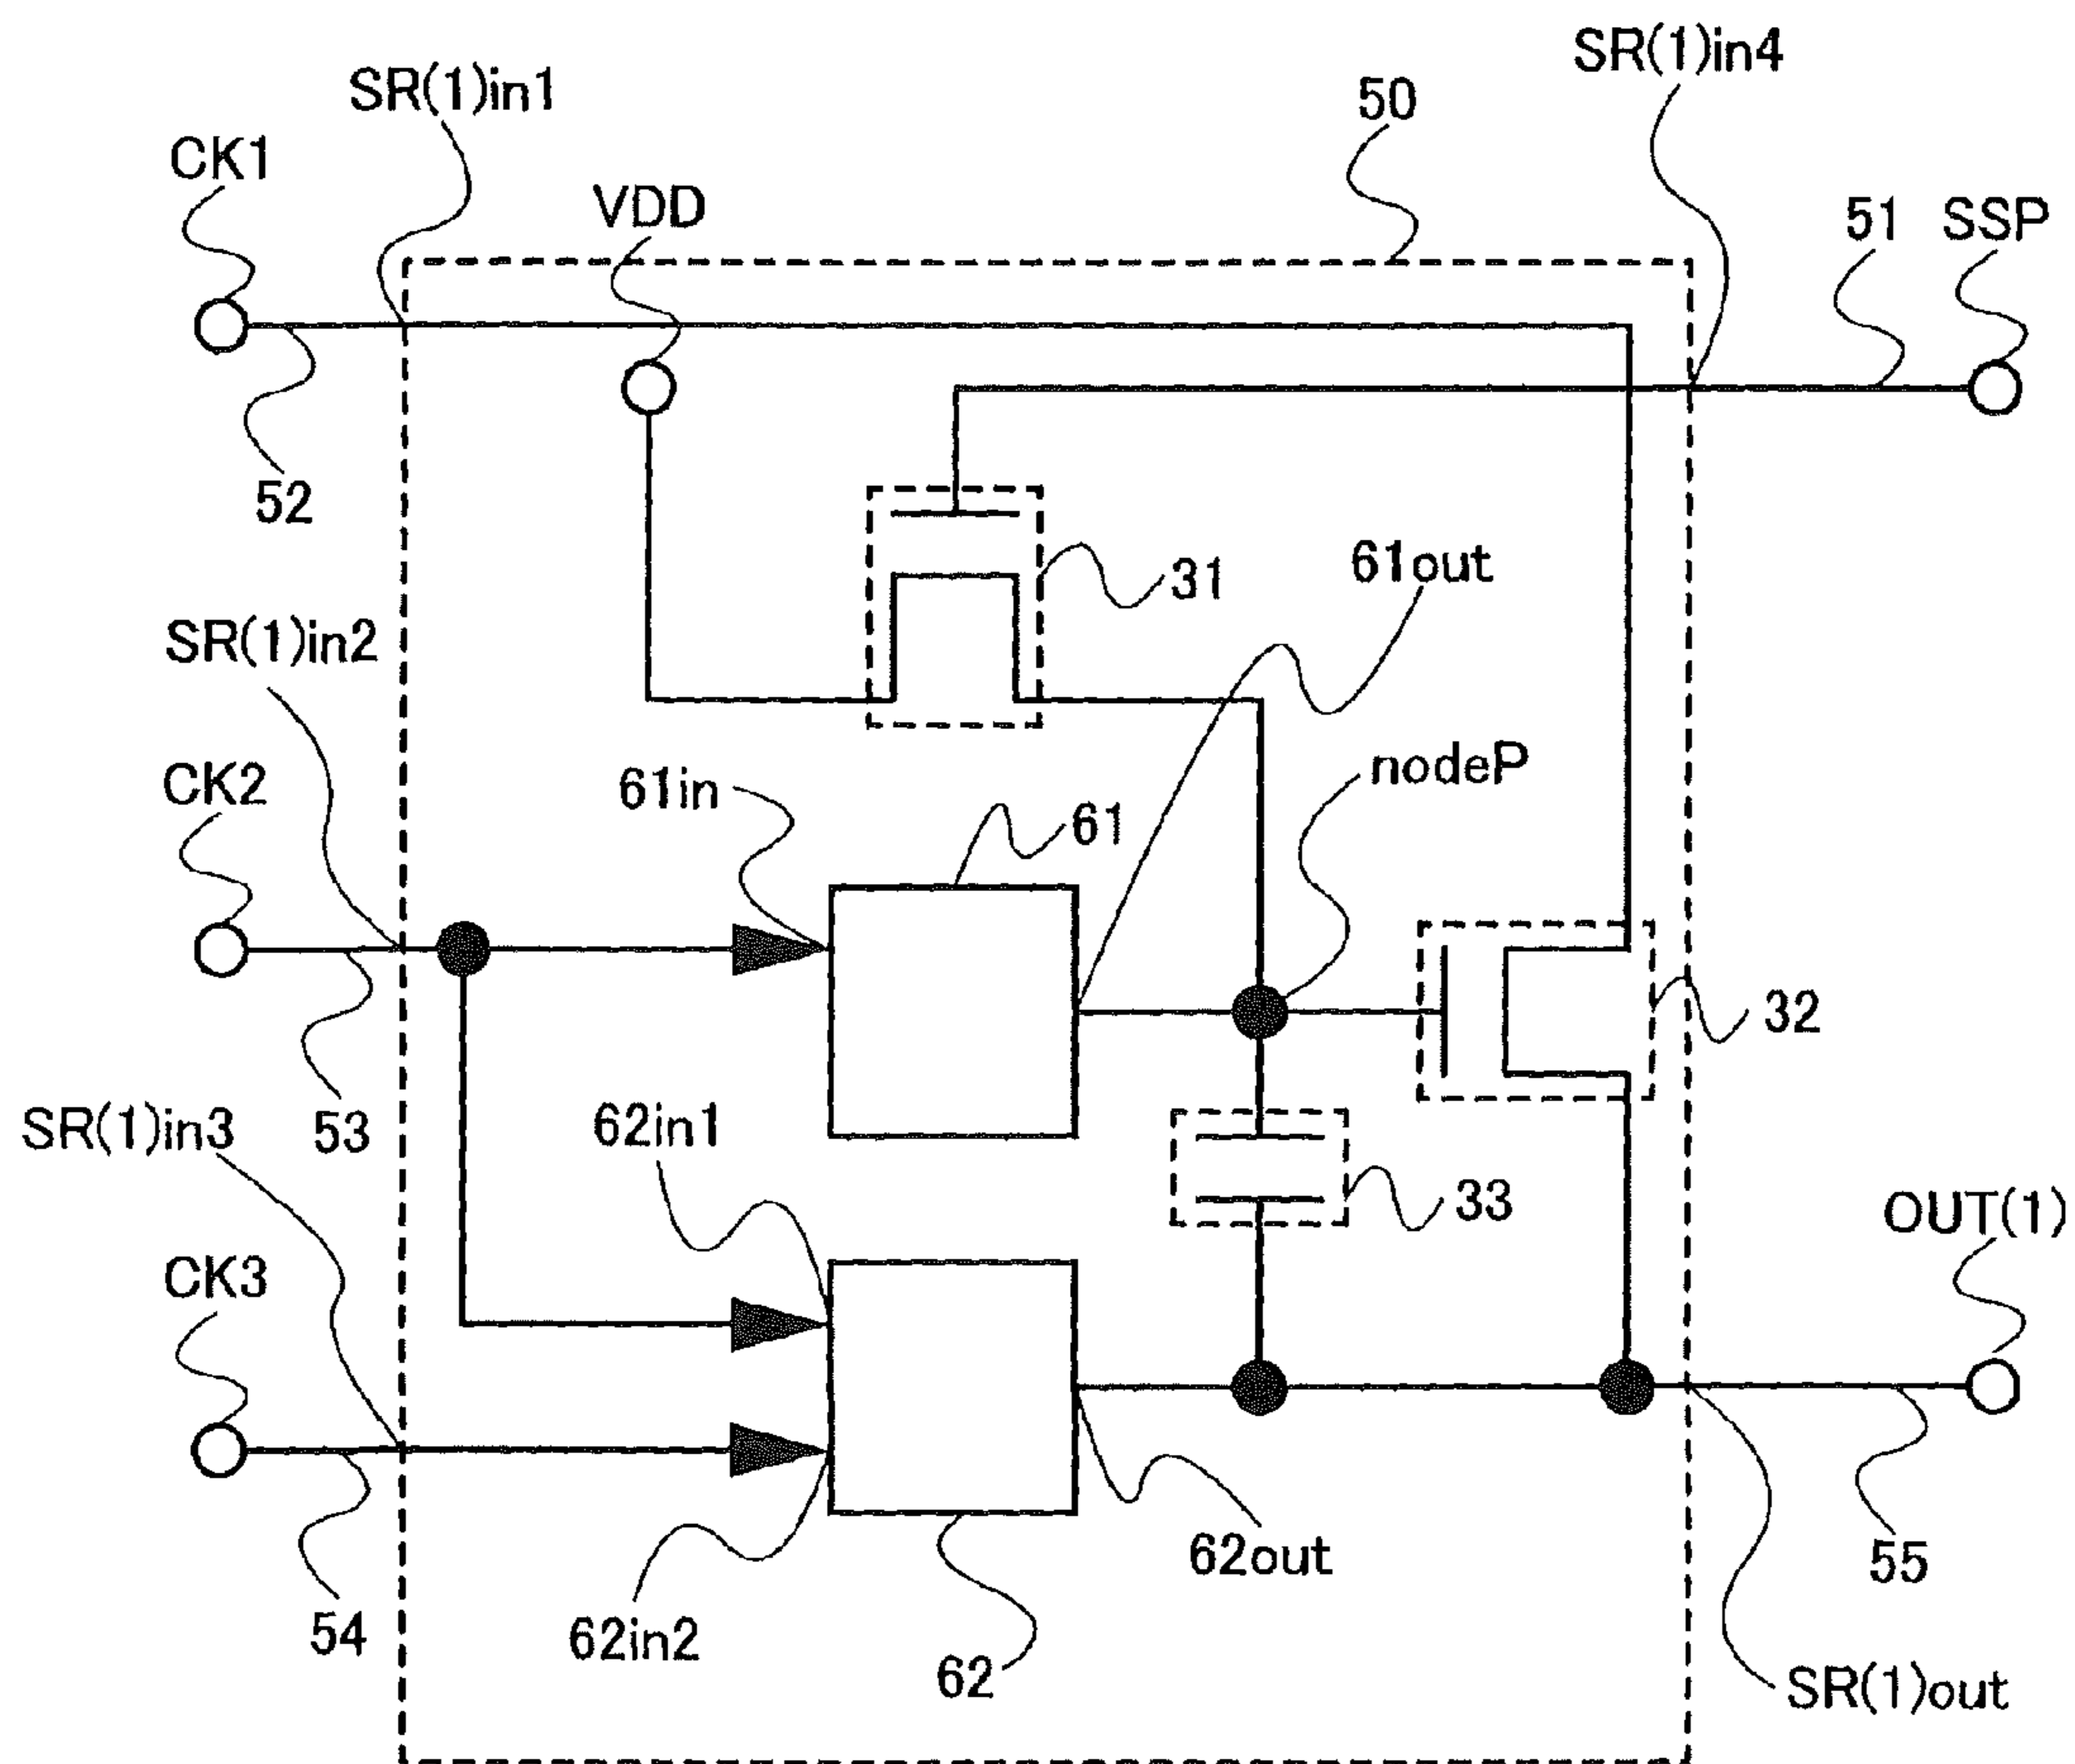 SR(1)in4
SR(1)in1
50
CK1
VDD
51
SSP
52
31
61out
SR(1)in2
nodeP
CK2
61in
61
32
53
62in1
SR(1)in3
33
OUT(1)
CK3
62out
55
54
62in2
62
SR(1)out